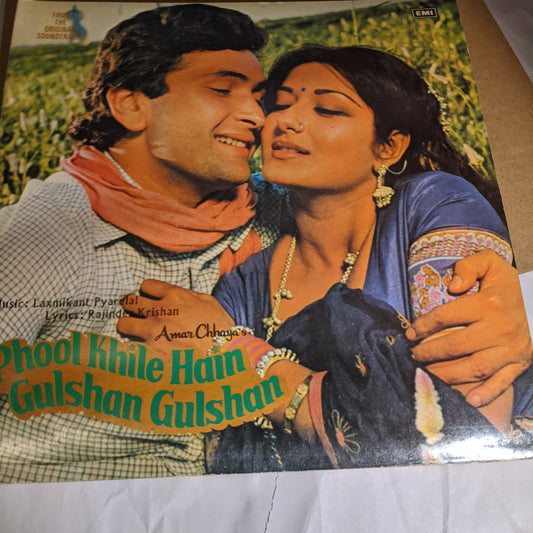 FROM
THE
ORIGINAL
SOUNDTRACK
EMI
Music: Laxmikant Pyarelal
Lyrics: Rajinder Krishan
Amar Chhaya's
Phool Khile Hain
Gulshan Gulshan